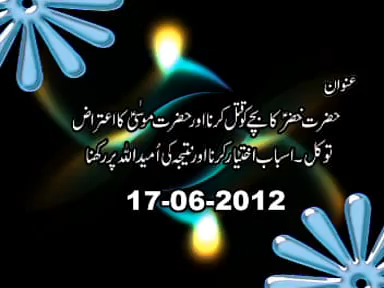 عنوان
حضرت خضرؑ کا بچے کو قتل کرنا اور حضرت موسیٰؑ کا اعتراض
توکل ۔ اسباب اختیار کرنا اور نتیجہ کی اُمید اللہ پر رکھنا
17-06-2012